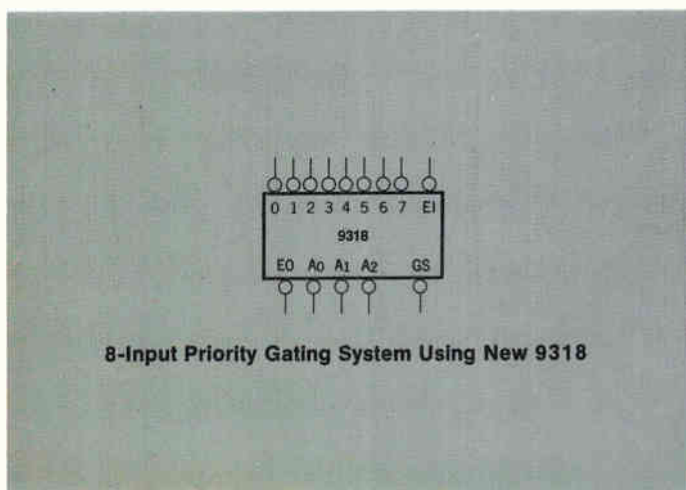 0 1 2 3 4 5 6 7 EI
9318
EO A0 A1 A2 GS
8-Input Priority Gating System Using New 9318